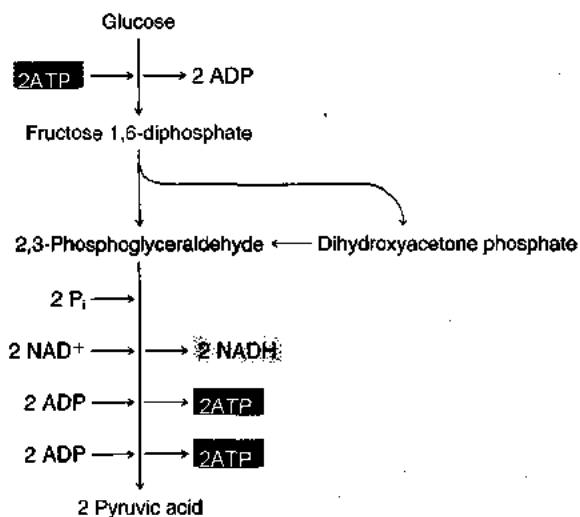 Glucose
2ATP 2 ADP
Fructose 1,6-diphosphate
2,3-Phosphoglyceraldehyde Dihydroxyacetone phosphate
2 Pi
2 NAD+ 2 NADH
2 ADP 2ATP
2 ADP 2ATP
2 Pyruvic acid